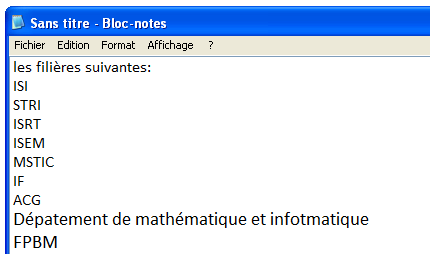 Sans titre - Bloc-notes
Fichier Edition Format Affichage ?
les filières suivantes:
ISI
STRI
ISRT
ISEM
MSTIC
IF
ACG
Dépatement de mathématique et infotmatique
FPBM